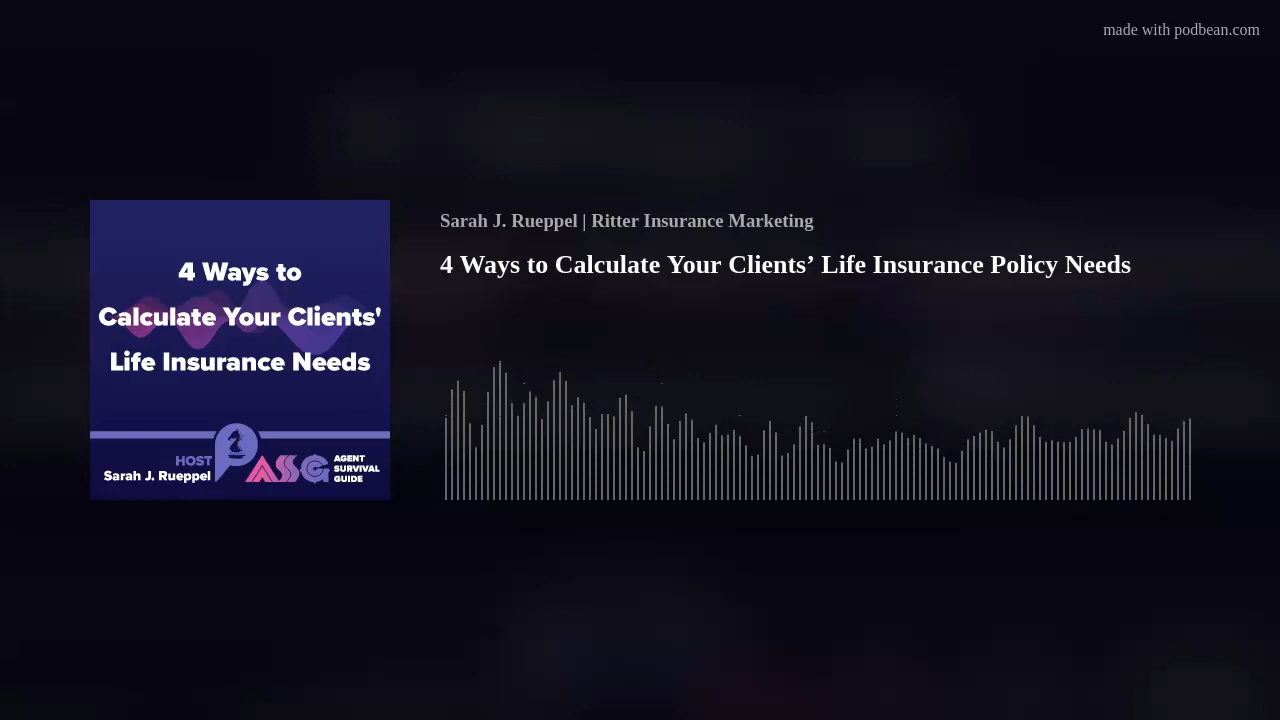 made with podbean.com
4 Ways to
Calculate Your Clients'
Life Insurance Needs
HOST
Sarah J. Rueppel
ASG
AGENT
SURVIVAL
GUIDE
Sarah J. Rueppel | Ritter Insurance Marketing
4 Ways to Calculate Your Clients’ Life Insurance Policy Needs